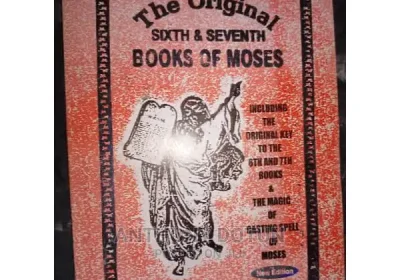 The Original
SIXTH & SEVENTH
BOOKS OF MOSES
INCLUDING
THE
ORIGINAL KEY
TO THE
6TH AND 7TH
BOOKS
&
THE MAGIC
OF
CASTING SPELL
OF
MOSES
New Edition